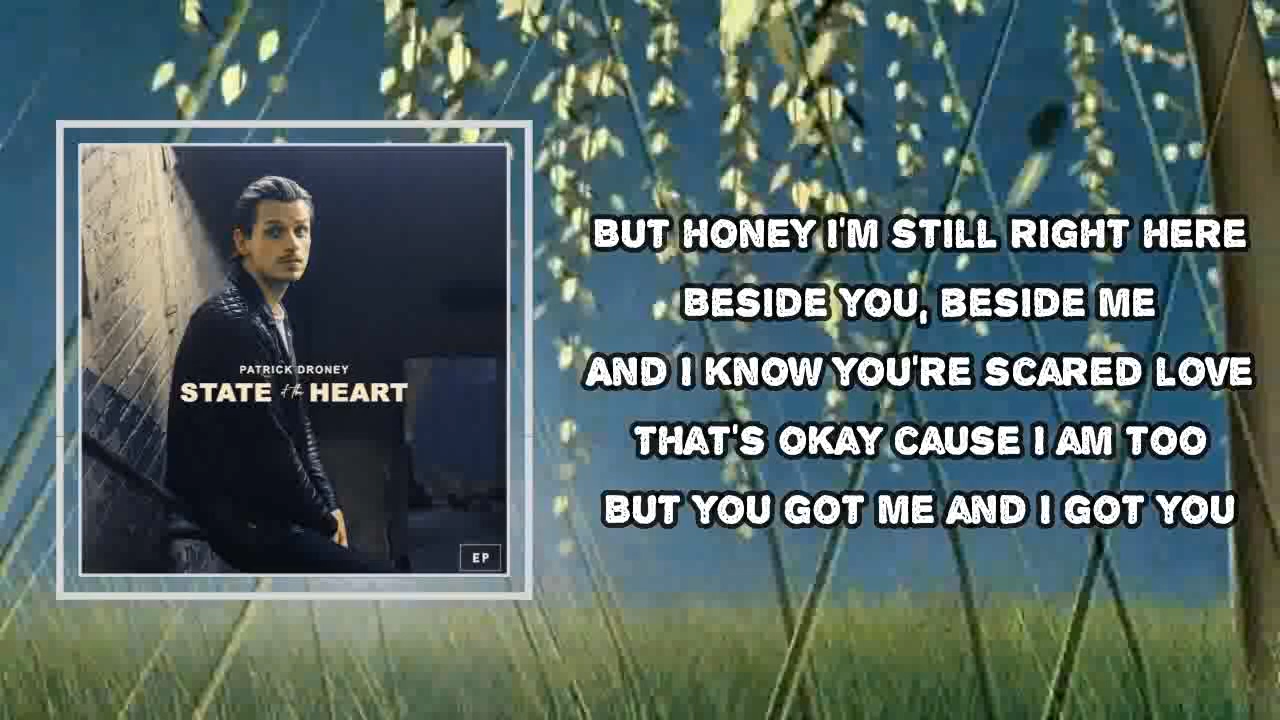 PATRICK DRONEY
STATE of the HEART
EP
BUT HONEY I'M STILL RIGHT HERE
BESIDE YOU, BESIDE ME
AND I KNOW YOU'RE SCARED LOVE
THAT'S OKAY CAUSE I AM TOO
BUT YOU GOT ME AND I GOT YOU